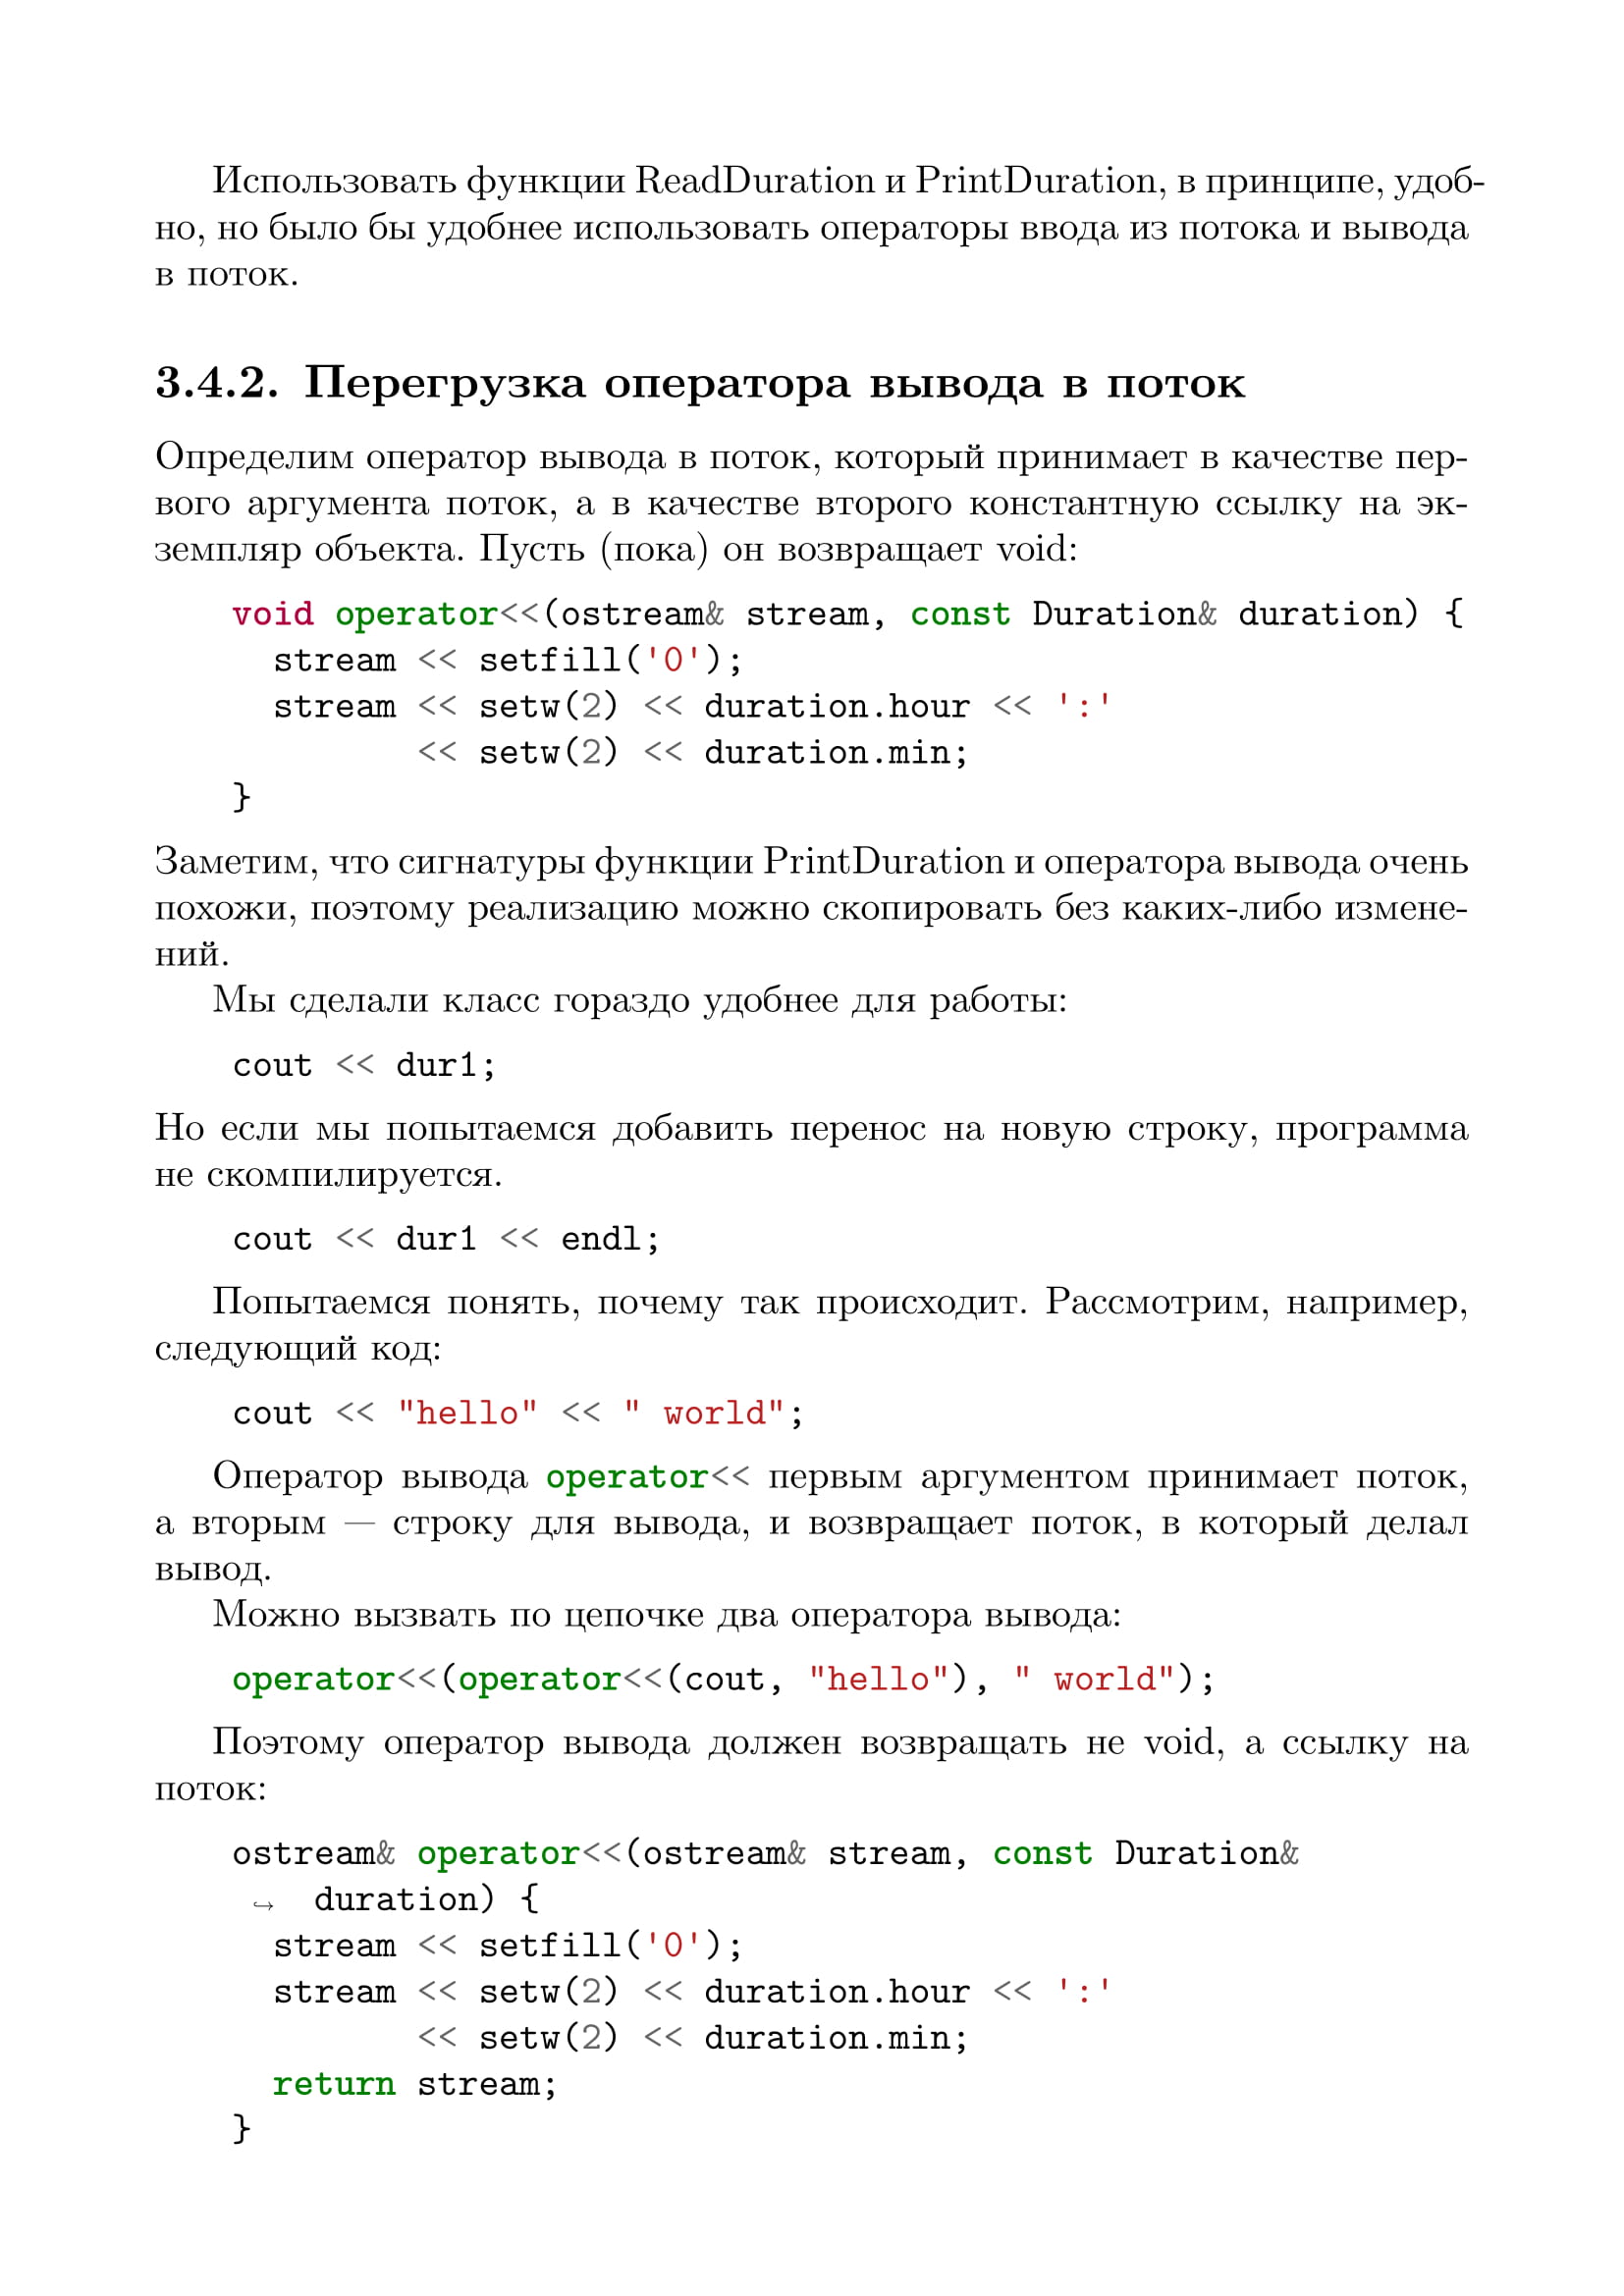 Использовать функции ReadDuration и PrintDuration, в принципе, удоб-
но, но было бы удобнее использовать операторы ввода из потока и вывода
в поток.
3.4.2. Перегрузка оператора вывода в поток
Определим оператор вывода в поток, который принимает в качестве пер-
вого аргумента поток, а в качестве второго константную ссылку на эк-
земпляр объекта. Пусть (пока) он возвращает void:
void operator<<(ostream& stream, const Duration& duration) {
  stream << setfill('0');
  stream << setw(2) << duration.hour << ':'
         << setw(2) << duration.min;
}
Заметим, что сигнатуры функции PrintDuration и оператора вывода очень
похожи, поэтому реализацию можно скопировать без каких-либо измене-
ний.
Мы сделали класс гораздо удобнее для работы:
cout << dur1;
Но если мы попытаемся добавить перенос на новую строку, программа
не скомпилируется.
cout << dur1 << endl;
Попытаемся понять, почему так происходит. Рассмотрим, например,
следующий код:
cout << "hello" << " world";
Оператор вывода operator<< первым аргументом принимает поток,
а вторым — строку для вывода, и возвращает поток, в который делал
вывод.
Можно вызвать по цепочке два оператора вывода:
operator<<(operator<<(cout, "hello"), " world");
Поэтому оператор вывода должен возвращать не void, а ссылку на
поток:
ostream& operator<<(ostream& stream, const Duration&
↪  duration) {
  stream << setfill('0');
  stream << setw(2) << duration.hour << ':'
         << setw(2) << duration.min;
  return stream;
}